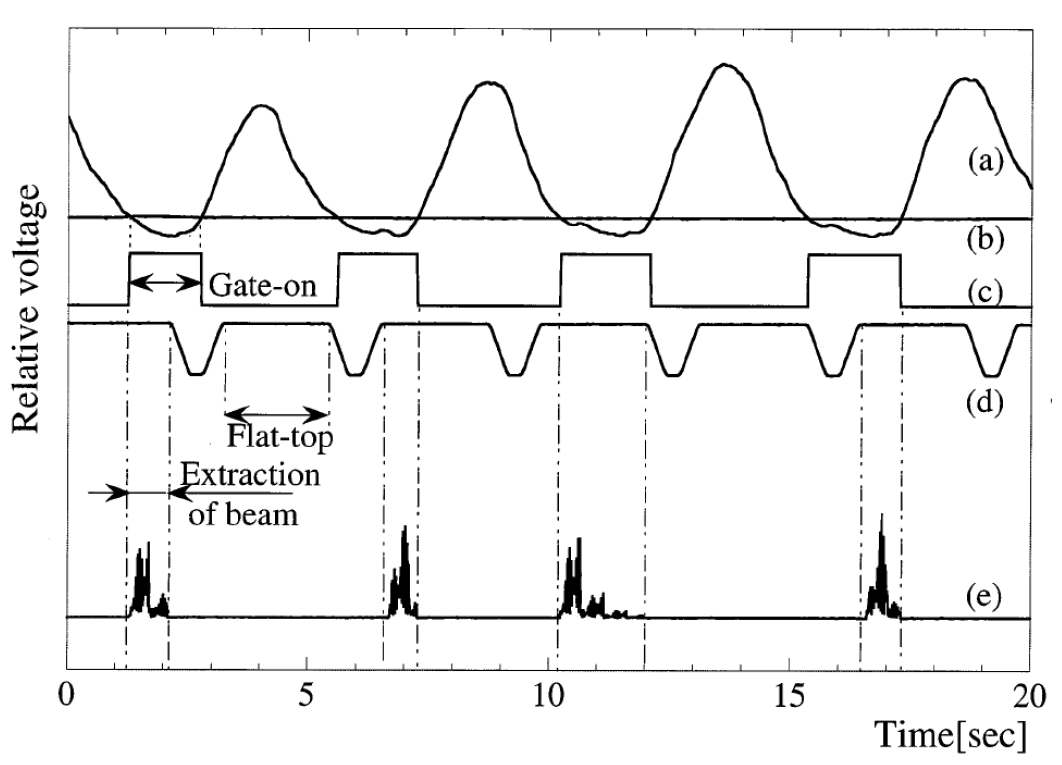 Relative voltage
(a)
(b)
Gate-on
(c)
(d)
Flat-top
Extraction
of beam
(e)
0 5 10 15 20
Time[sec]